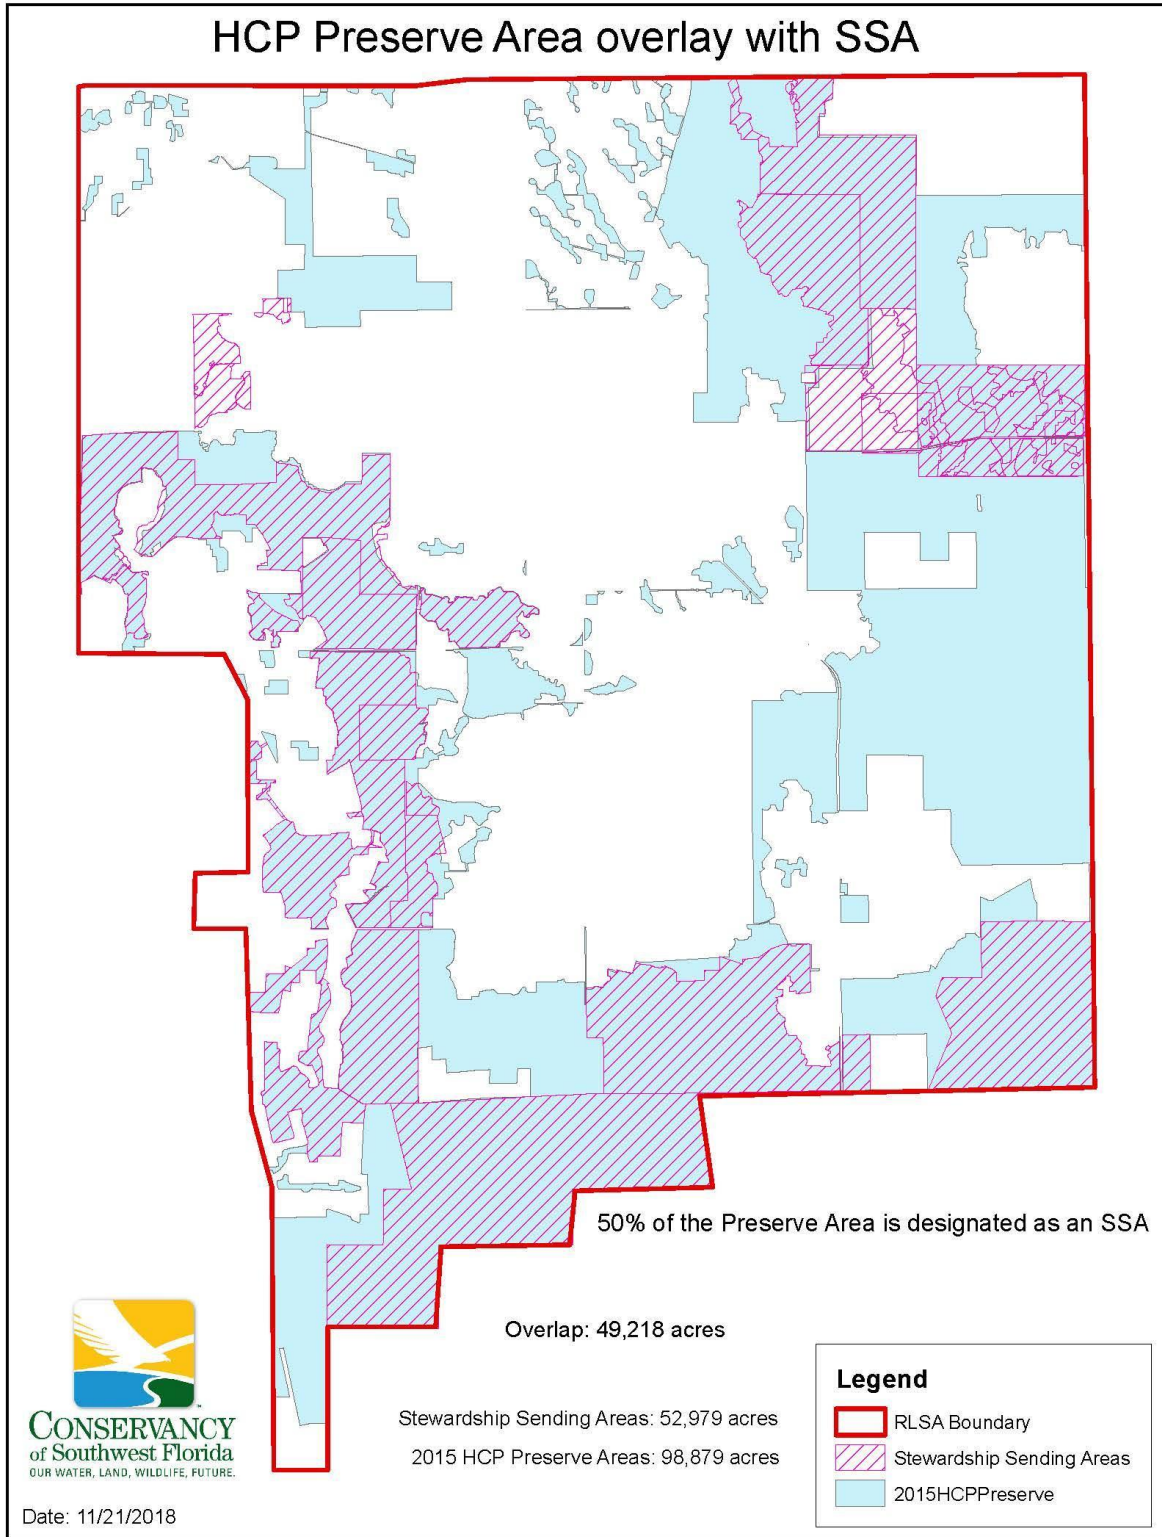 HCP Preserve Area overlay with SSA
50% of the Preserve Area is designated as an SSA
Overlap: 49,218 acres
Stewardship Sending Areas: 52,979 acres
2015 HCP Preserve Areas: 98,879 acres
Legend
RLSA Boundary
Stewardship Sending Areas
2015HCPPreserve
CONSERVANCY
of Southwest Florida
OUR WATER, LAND, WILDLIFE, FUTURE.
Date: 11/21/2018